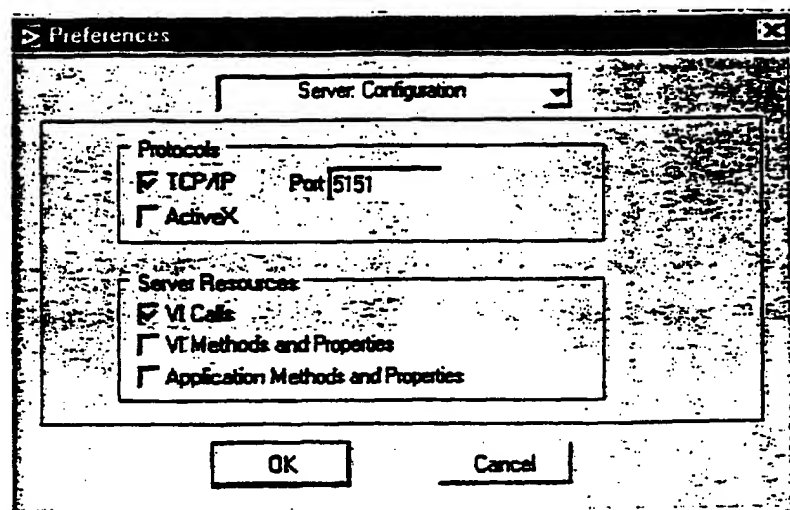 Preferences
Server: Configuration
Protocols
TCP/IP Port 5151
ActiveX
Server Resources
VI Calls
VI Methods and Properties
Application Methods and Properties
OK Cancel